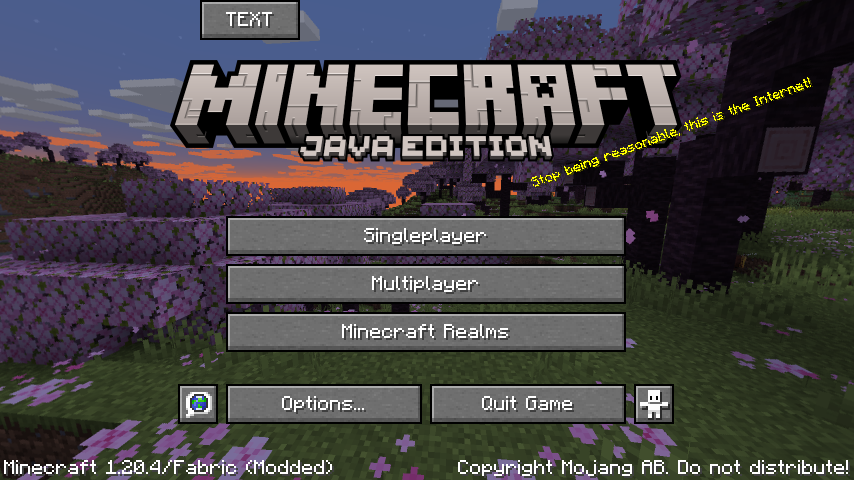 TEXT
MINECRAFT
JAVA EDITION
Stop being reasonable, this is the Internet!
Singleplayer
Multiplayer
Minecraft Realms
Options...
Quit Game
Minecraft 1.20.4/Fabric (Modded)
Copyright Mojang AB. Do not distribute!